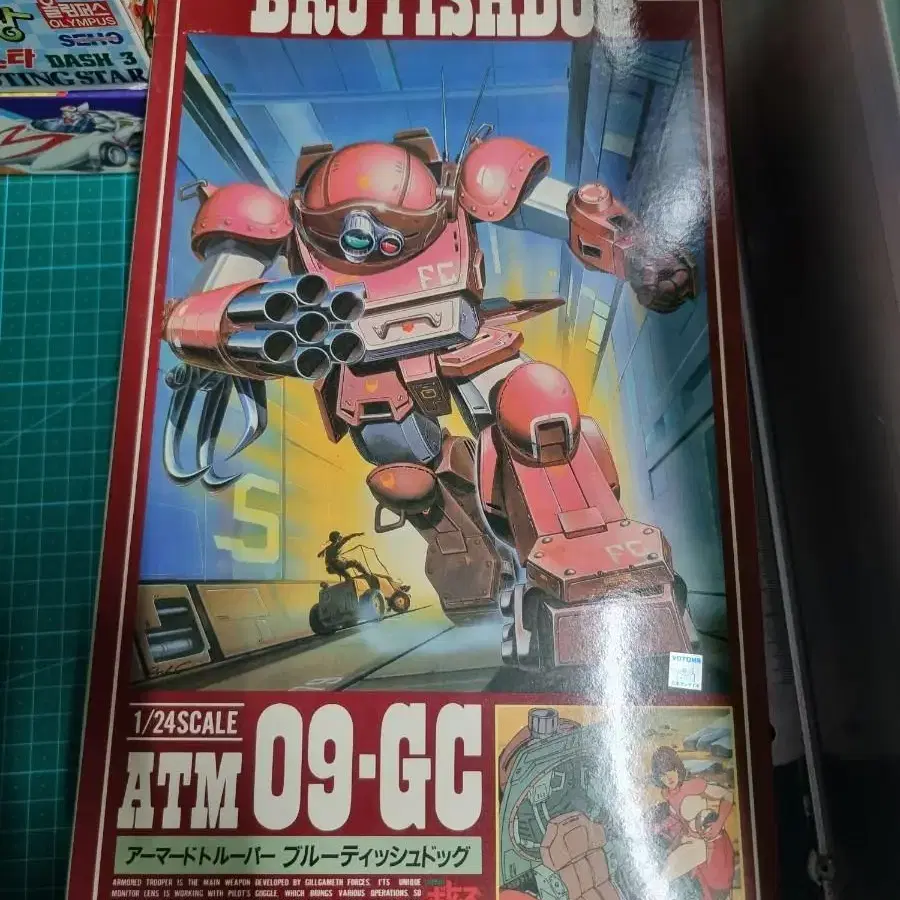 BRUTISHDOG
올림퍼스
OLYMPUS
SEHO
타 DASH 3
TING STAR
FC
S
FC
VOTOMS
1/24SCALE
ATM 09-GC
アーマードトルーパー ブルーティッシュドッグ
ARMORED TROOPER IS THE MAIN WEAPON DEVELOPED BY GILLGAMETH FORCES. ITS UNIQUE
MONITOR LENS IS WORKING WITH PILOT'S GOGGLE, WHICH BRINGS VARIOUS OPERATIONS. SO